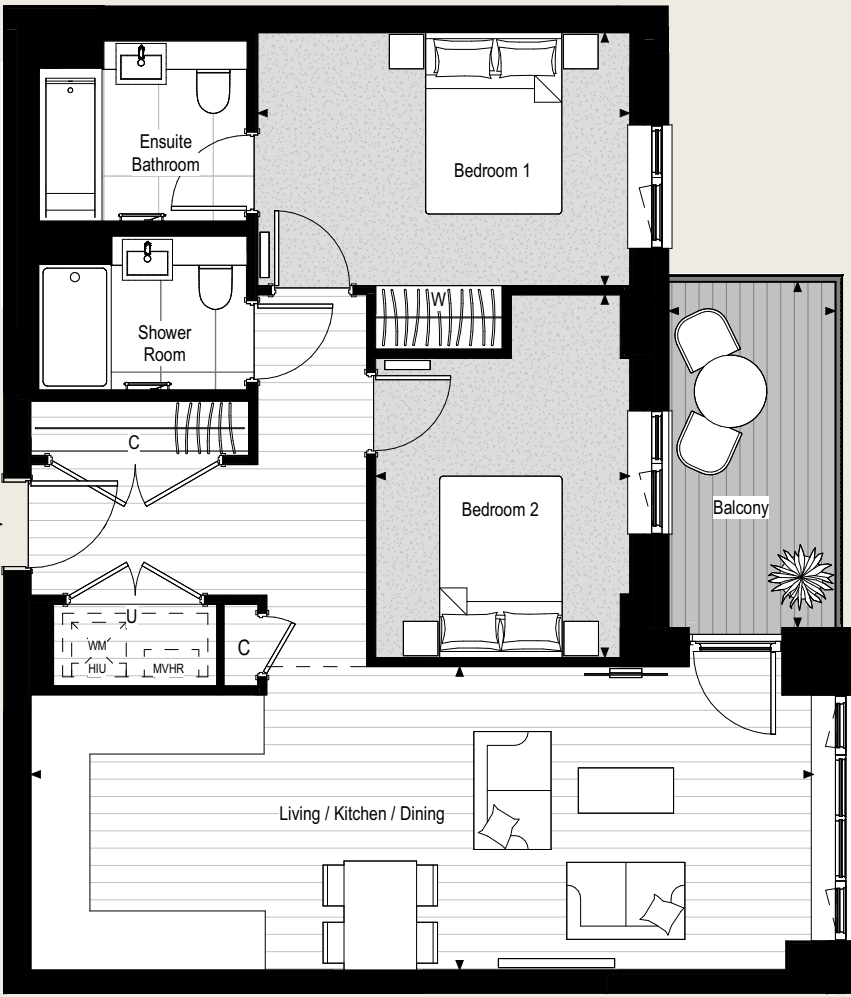 Ensuite
Bathroom
Bedroom 1
W
Shower
Room
C
Bedroom 2
Balcony
U
C
WM
HIU
MVHR
Living / Kitchen / Dining